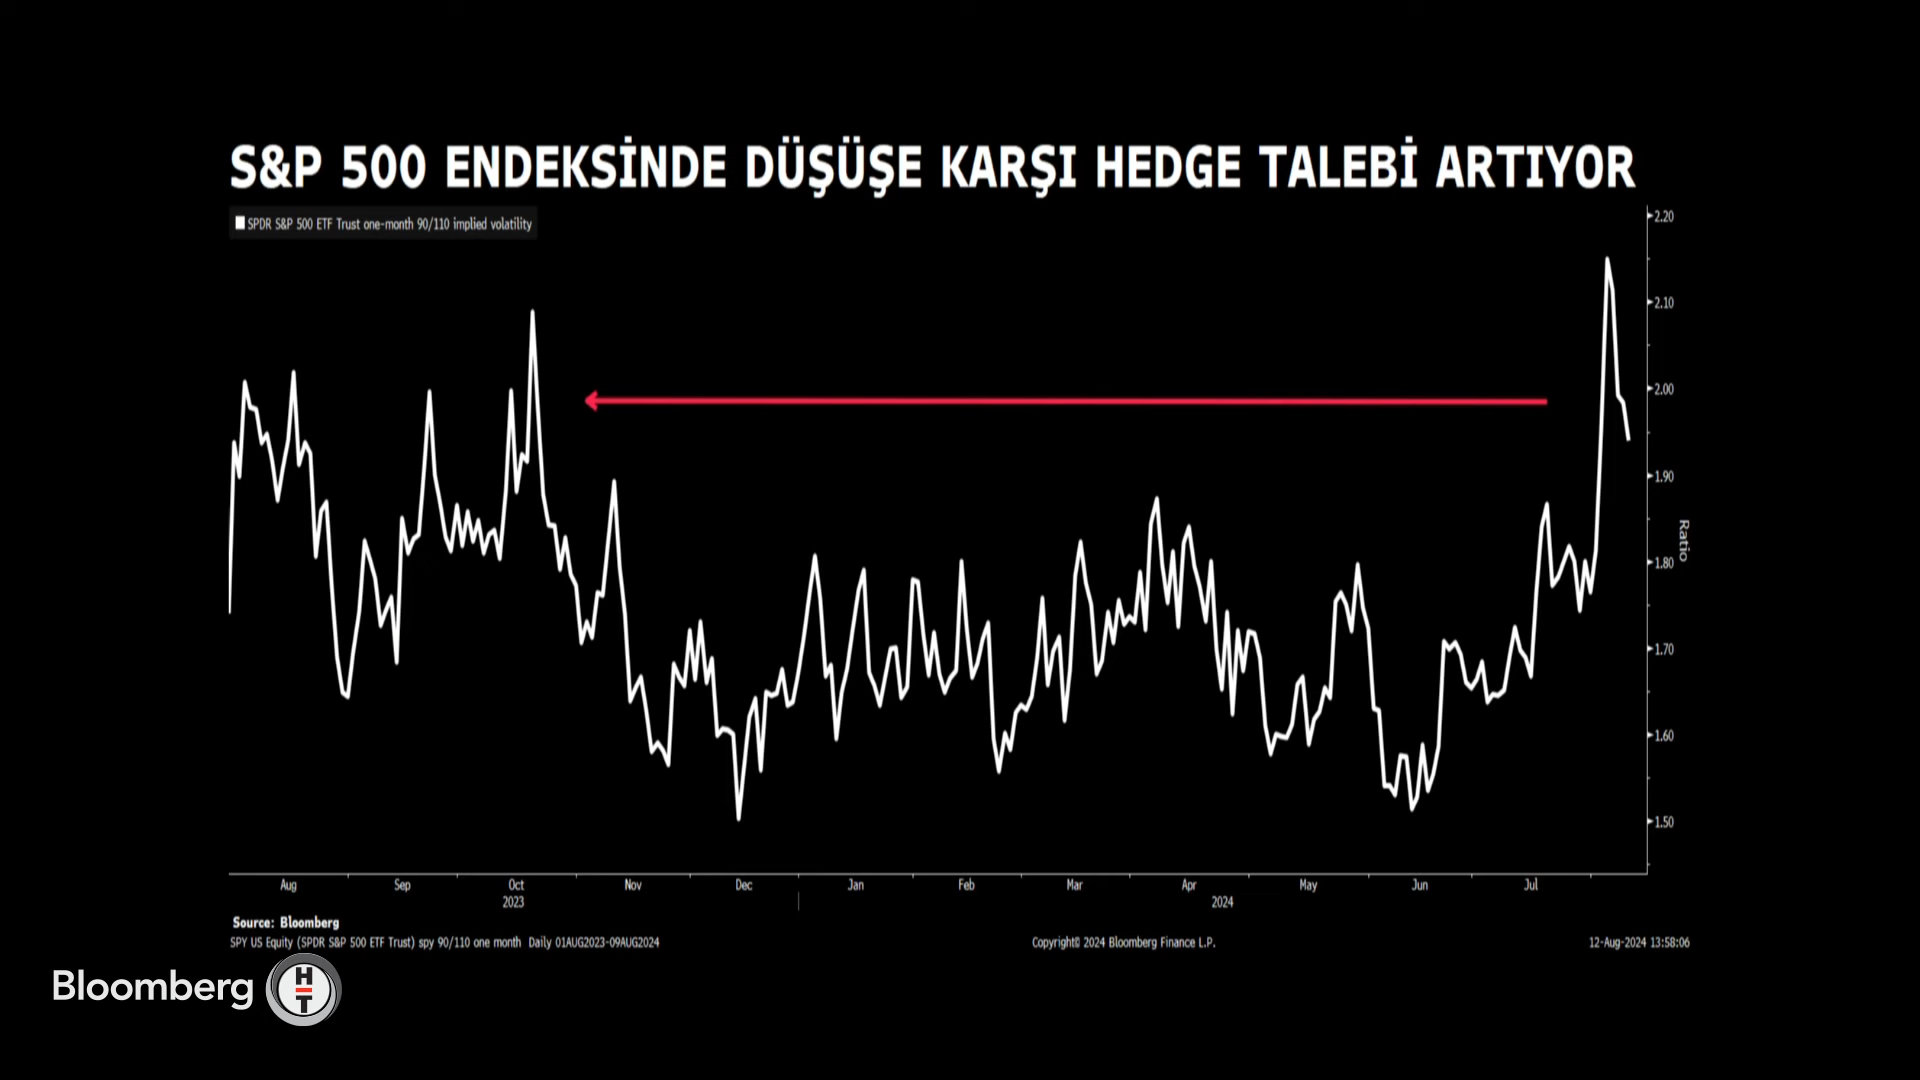 S&P 500 ENDEKSİNDE DÜŞÜŞE KARŞI HEDGE TALEBİ ARTIYOR
SPDR S&P 500 ETF Trust one-month 90/110 implied volatility
2.20
2.10
2.00
1.90
1.80
1.70
1.60
1.50
Ratio
Aug Sep Oct Nov Dec Jan Feb Mar Apr May Jun Jul
2023 2024
Source: Bloomberg
SPY US Equity (SPDR S&P 500 ETF Trust) spy 90/110 one month Daily 01AUG2023-09AUG2024 Copyright© 2024 Bloomberg Finance L.P. 12-Aug-2024 13:58:06
Bloomberg HT